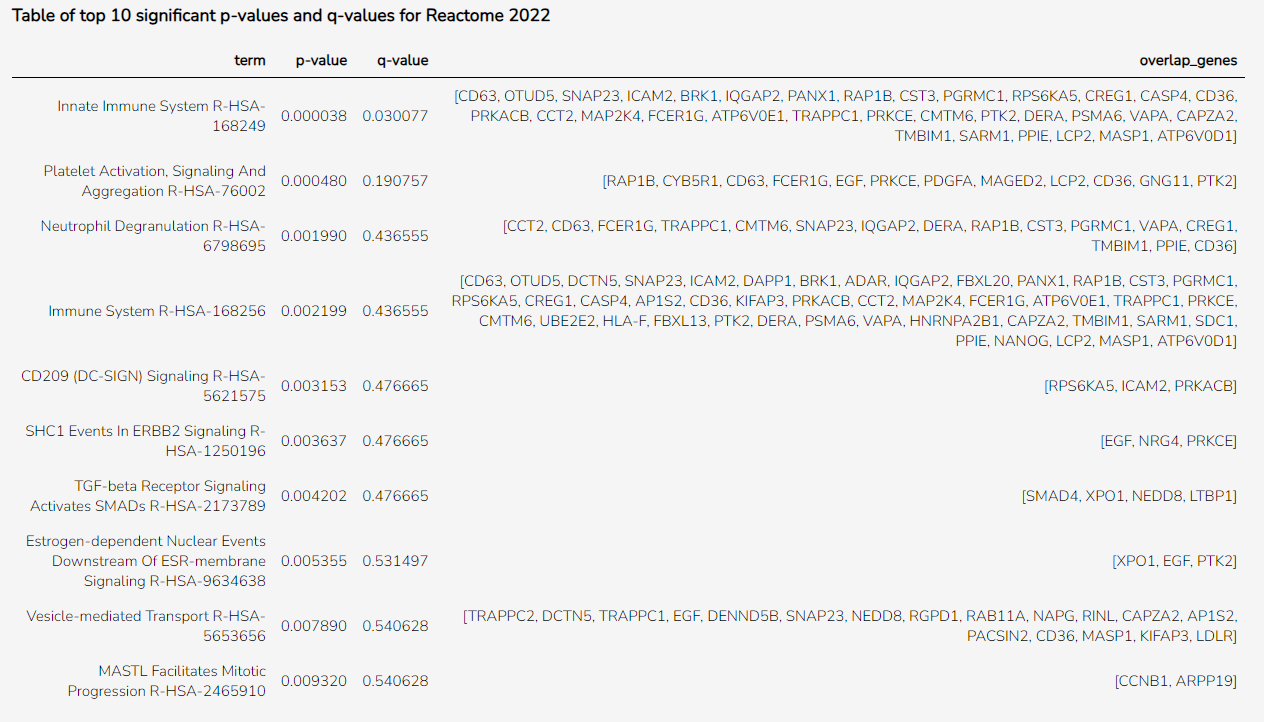 Table of top 10 significant p-values and q-values for Reactome 2022
term p-value q-value overlap_genes
Innate Immune System R-HSA-
168249 0.000038 0.030077 [CD63, OTUD5, SNAP23, ICAM2, BRK1, IQGAP2, PANX1, RAP1B, CST3, PGRMC1, RPS6KA5, CREG1, CASP4, CD36,
PRKACB, CCT2, MAP2K4, FCER1G, ATP6V0E1, TRAPPC1, PRKCE, CMTM6, PTK2, DERA, PSMA6, VAPA, CAPZA2,
TMBIM1, SARM1, PPIE, LCP2, MASP1, ATP6V0D1]
Platelet Activation, Signaling And
Aggregation R-HSA-76002 0.000480 0.190757 [RAP1B, CYB5R1, CD63, FCER1G, EGF, PRKCE, PDGFA, MAGED2, LCP2, CD36, GNG11, PTK2]
Neutrophil Degranulation R-HSA-
6798695 0.001990 0.436555 [CCT2, CD63, FCER1G, TRAPPC1, CMTM6, SNAP23, IQGAP2, DERA, RAP1B, CST3, PGRMC1, VAPA, CREG1,
TMBIM1, PPIE, CD36]
Immune System R-HSA-168256 0.002199 0.436555 [CD63, OTUD5, DCTN5, SNAP23, ICAM2, DAPP1, BRK1, ADAR, IQGAP2, FBXL20, PANX1, RAP1B, CST3, PGRMC1,
RPS6KA5, CREG1, CASP4, AP1S2, CD36, KIFAP3, PRKACB, CCT2, MAP2K4, FCER1G, ATP6V0E1, TRAPPC1, PRKCE,
CMTM6, UBE2E2, HLA-F, FBXL13, PTK2, DERA, PSMA6, VAPA, HNRNPA2B1, CAPZA2, TMBIM1, SARM1, SDC1,
PPIE, NANOG, LCP2, MASP1, ATP6V0D1]
CD209 (DC-SIGN) Signaling R-HSA-
5621575 0.003153 0.476665 [RPS6KA5, ICAM2, PRKACB]
SHC1 Events In ERBB2 Signaling R-
HSA-1250196 0.003637 0.476665 [EGF, NRG4, PRKCE]
TGF-beta Receptor Signaling
Activates SMADs R-HSA-2173789 0.004202 0.476665 [SMAD4, XPO1, NEDD8, LTBP1]
Estrogen-dependent Nuclear Events
Downstream Of ESR-membrane
Signaling R-HSA-9634638 0.005355 0.531497 [XPO1, EGF, PTK2]
Vesicle-mediated Transport R-HSA-
5653656 0.007890 0.540628 [TRAPPC2, DCTN5, TRAPPC1, EGF, DENND5B, SNAP23, NEDD8, RGPD1, RAB11A, NAPG, RINL, CAPZA2, AP1S2,
PACSIN2, CD36, MASP1, KIFAP3, LDLR]
MASTL Facilitates Mitotic
Progression R-HSA-2465910 0.009320 0.540628 [CCNB1, ARPP19]